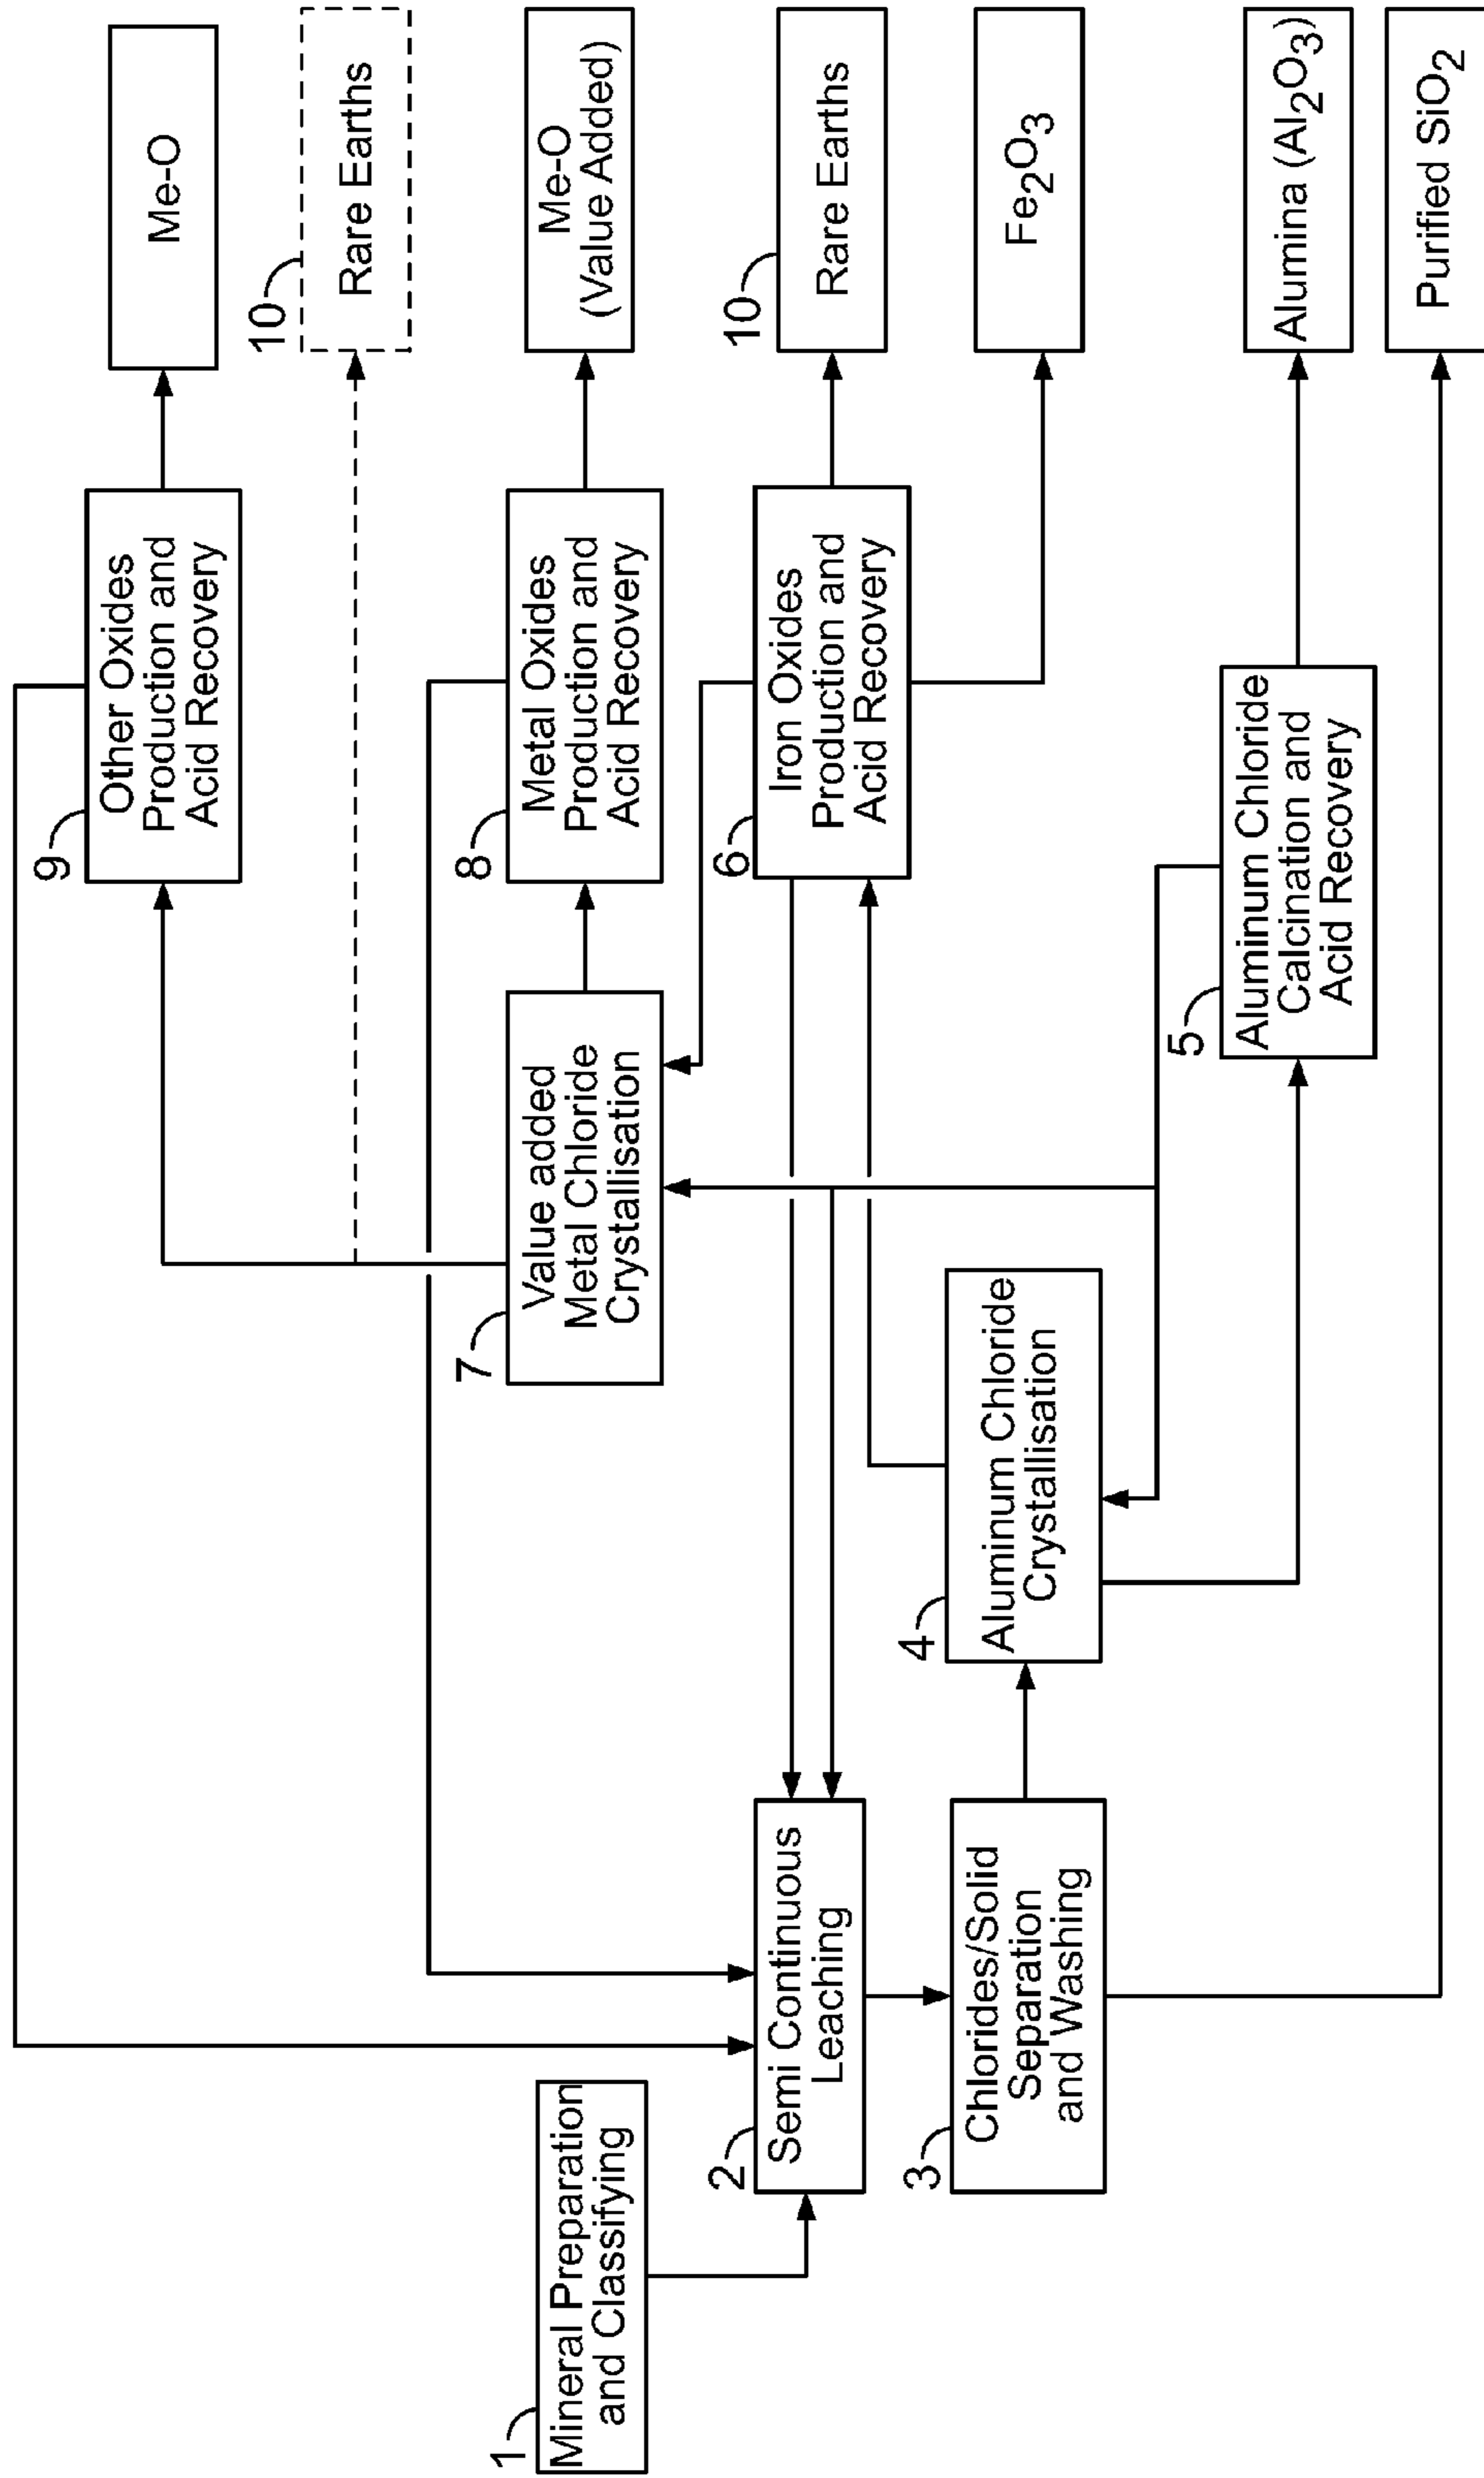 1
Mineral Preparation
and Classifying
2
Semi Continuous
Leaching
3
Chlorides/Solid
Separation
and Washing
4
Aluminum Chloride
Crystallisation
5
Aluminum Chloride
Calcination and
Acid Recovery
6
Iron Oxides
Production and
Acid Recovery
7
Value added
Metal Chloride
Crystallisation
8
Metal Oxides
Production and
Acid Recovery
9
Other Oxides
Production and
Acid Recovery
Me-O
10
Rare Earths
Me-O
(Value Added)
10
Rare Earths
Fe2O3
Alumina (Al2O3)
Purified SiO2